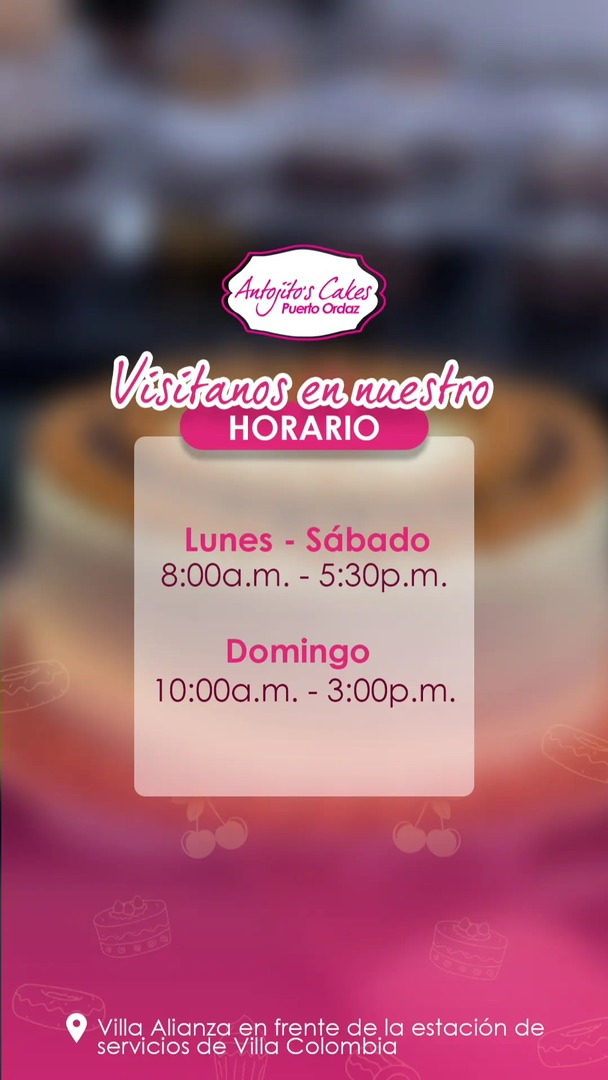 Antojito's Cakes
Puerto Ordaz
Visítanos en nuestro
HORARIO
Lunes - Sábado
8:00a.m. - 5:30p.m.
Domingo
10:00a.m. - 3:00p.m.
Villa Alianza en frente de la estación de
servicios de Villa Colombia